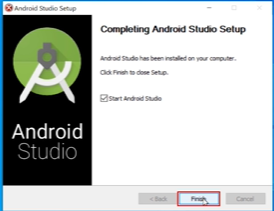 Android Studio Setup
Completing Android Studio Setup
Android Studio has been installed on your computer.
Click Finish to close Setup.
Start Android Studio
Android
Studio
< Back
Finish
Cancel